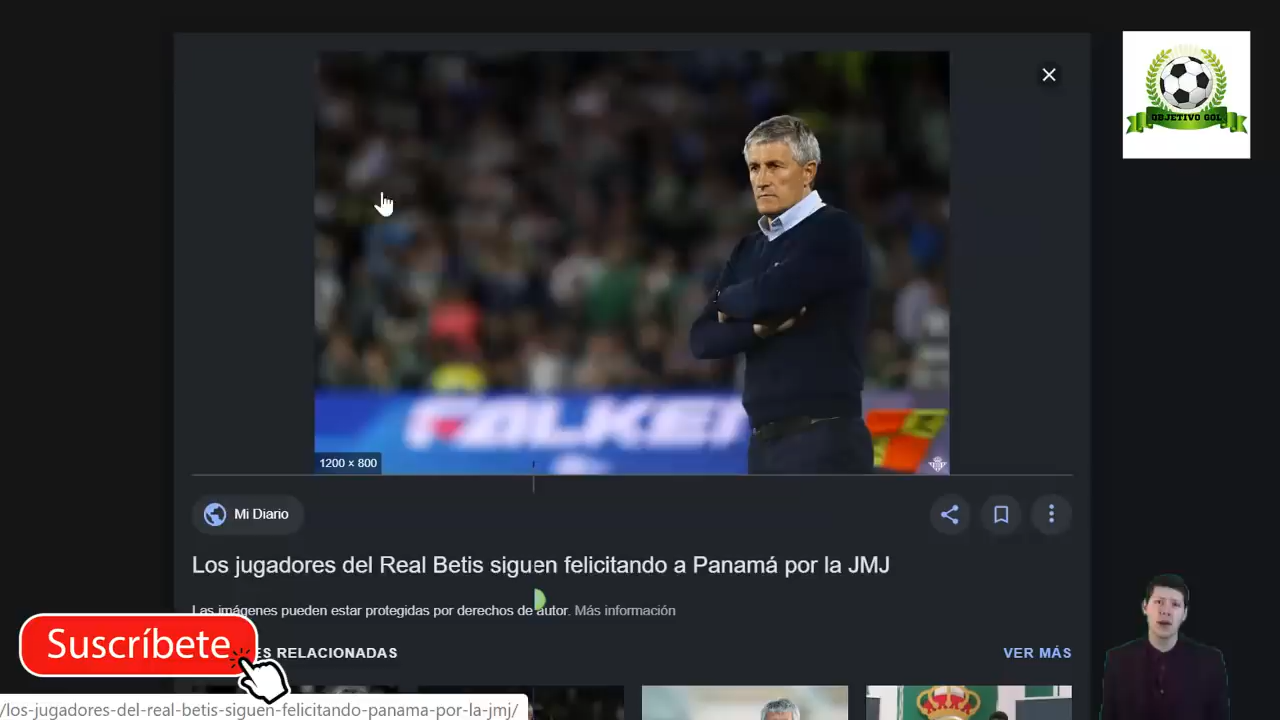 OBJETIVO GOL
FALKEN
1200 × 800
Mi Diario
Los jugadores del Real Betis siguen felicitando a Panamá por la JMJ
Las imágenes pueden estar protegidas por derechos de autor. Más información
ES RELACIONADAS
VER MÁS
Suscríbete
/los-jugadores-del-real-betis-siguen-felicitando-panama-por-la-jmj/